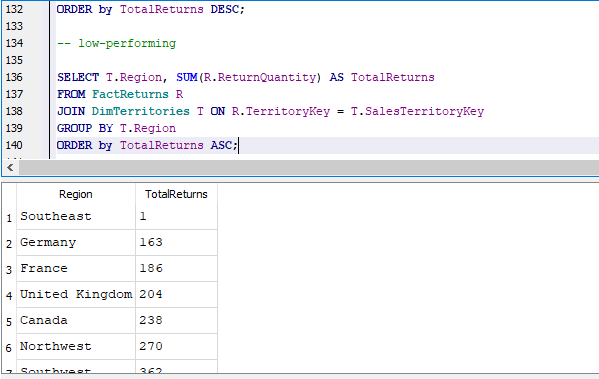 132 ORDER by TotalReturns DESC;
133
134 -- low-performing
135
136 SELECT T.Region, SUM(R.ReturnQuantity) AS TotalReturns
137 FROM FactReturns R
138 JOIN DimTerritories T ON R.TerritoryKey = T.SalesTerritoryKey
139 GROUP BY T.Region
140 ORDER by TotalReturns ASC;
Region TotalReturns
1 Southeast 1
2 Germany 163
3 France 186
4 United Kingdom 204
5 Canada 238
6 Northwest 270
7 Southwest 362